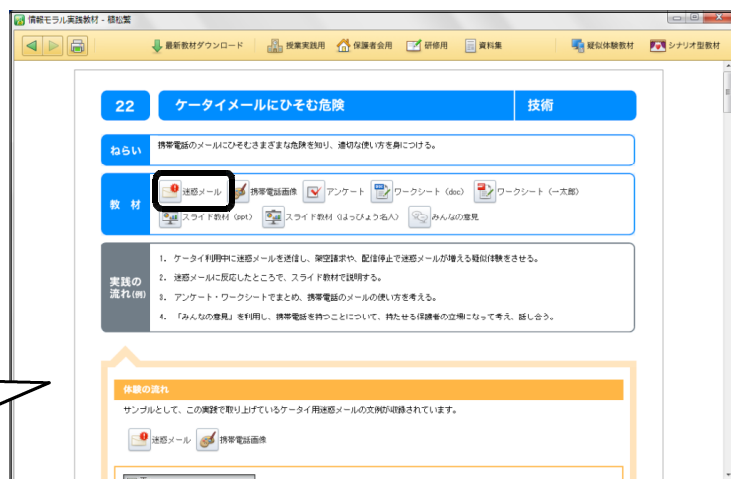 情報モラル実践教材 - 積松繁
最新教材ダウンロード 授業実践用 保護者会用 研修用 資料集 疑似体験教材 シナリオ型教材
22 ケータイメールにひそむ危険 技術
ねらい 携帯電話のメールにひそむさまざまな危険を知り、適切な使い方を身につける。
教 材 迷惑メール 携帯電話画像 アンケート ワークシート (doc) ワークシート (一太郎)
スライド教材 (ppt) スライド教材 (はっぴょう名人) みんなの意見
実践の
流れ(例)
1. ケータイ利用中に迷惑メールを送信し、架空請求や、配信停止で迷惑メールが増える疑似体験をさせる。
2. 迷惑メールに反応したところで、スライド教材で説明する。
3. アンケート・ワークシートでまとめ、携帯電話のメールの使い方を考える。
4. 「みんなの意見」を利用し、携帯電話を持つことについて、持たせる保護者の立場になって考え、話し合う。
体験の流れ
サンプルとして、この実践で取り上げているケータイ用迷惑メールの文例が収録されています。
迷惑メール 携帯電話画像